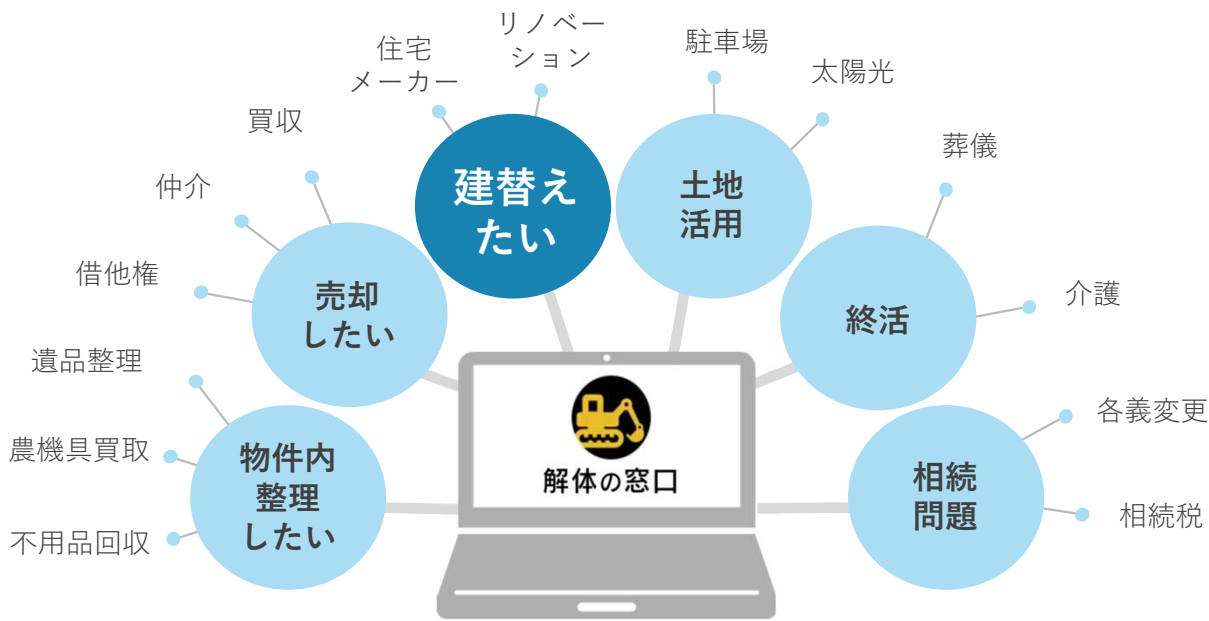 リノベー
ション
住宅
メーカー
駐車場
太陽光
買収
葬儀
仲介
建替え
たい
土地
活用
借他権
売却
したい
終活
介護
遺品整理
農機具買取
不用品回収
物件内
整理
したい
解体の窓口
相続
問題
各義変更
相続税